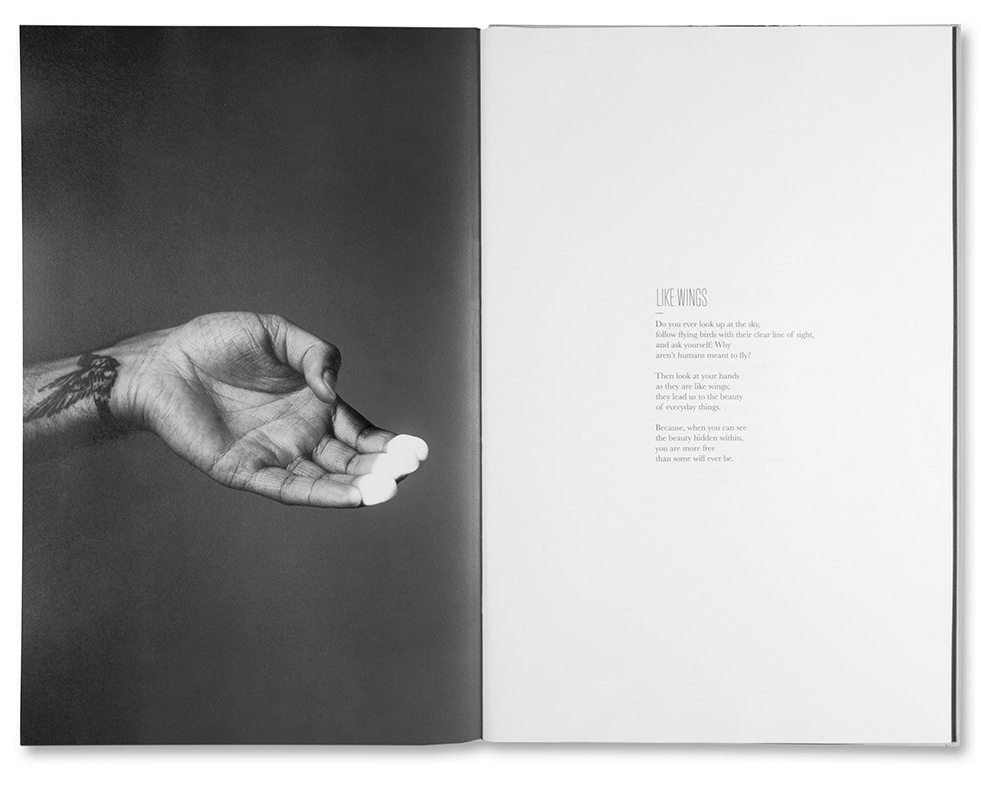 LIKE WINGS
Do you ever look up at the sky,
follow flying birds with their clear line of sight,
and ask yourself: Why
aren't humans meant to fly?
Then look at your hands
as they are like wings;
they lead us to the beauty
of everyday things.
Because, when you can see
the beauty hidden within,
you are more free
than some will ever be.